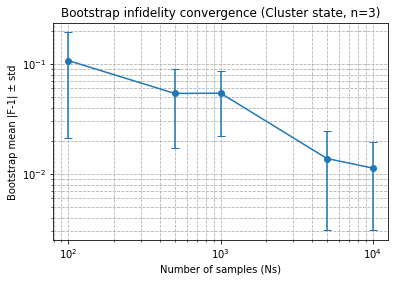 Bootstrap infidelity convergence (Cluster state, n=3)
Bootstrap mean |F-1| ± std
10⁻¹
10⁻²
10²
10³
10⁴
Number of samples (Ns)